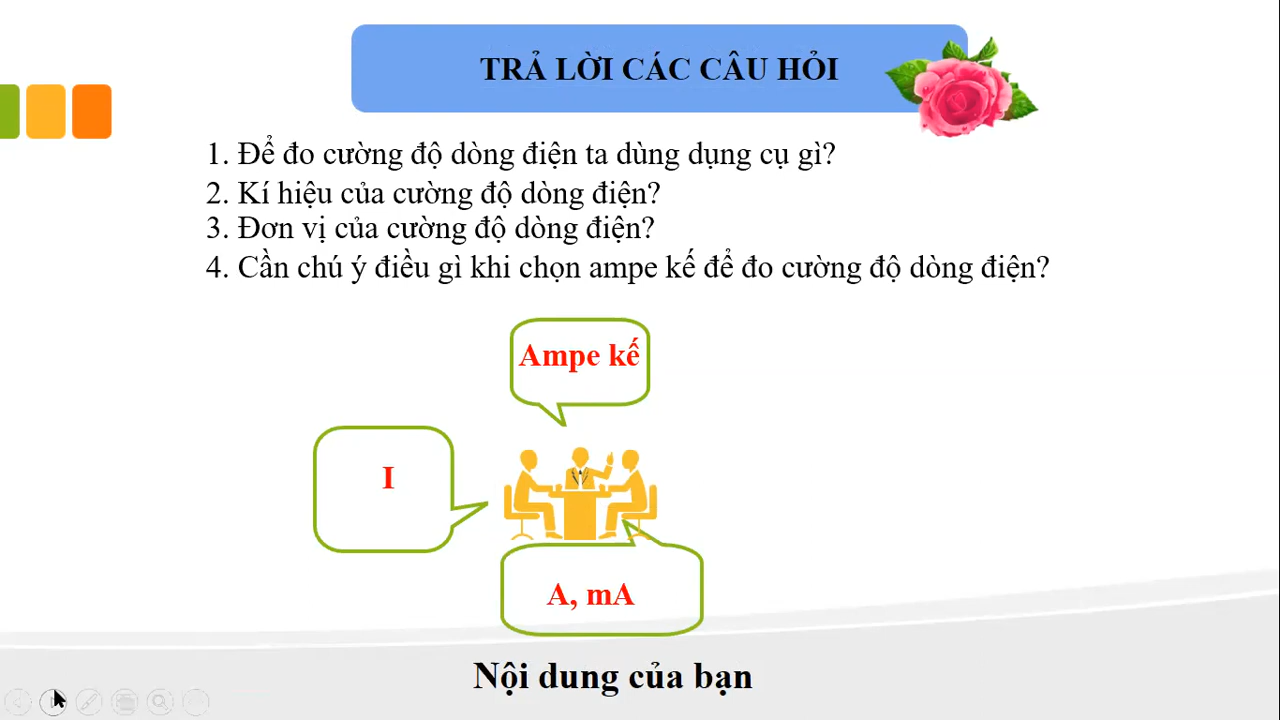 TRẢ LỜI CÁC CÂU HỎI
1. Để đo cường độ dòng điện ta dùng dụng cụ gì?
2. Kí hiệu của cường độ dòng điện?
3. Đơn vị của cường độ dòng điện?
4. Cần chú ý điều gì khi chọn ampe kế để đo cường độ dòng điện?
Ampe kế
I
A, mA
Nội dung của bạn